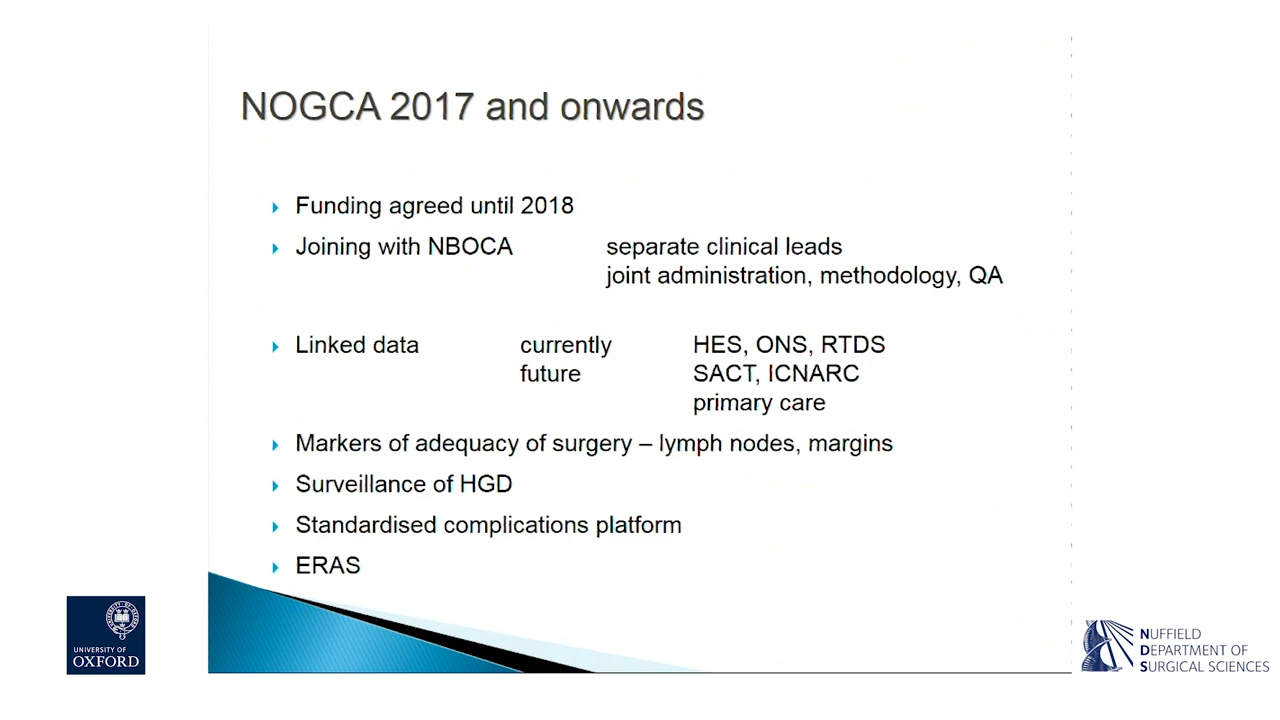 NOGCA 2017 and onwards
Funding agreed until 2018
Joining with NBOCA separate clinical leads
joint administration, methodology, QA
Linked data currently HES, ONS, RTDS
future SACT, ICNARC
primary care
Markers of adequacy of surgery – lymph nodes, margins
Surveillance of HGD
Standardised complications platform
ERAS
UNIVERSITY OF
OXFORD
NUFFIELD
DEPARTMENT OF
SURGICAL SCIENCES